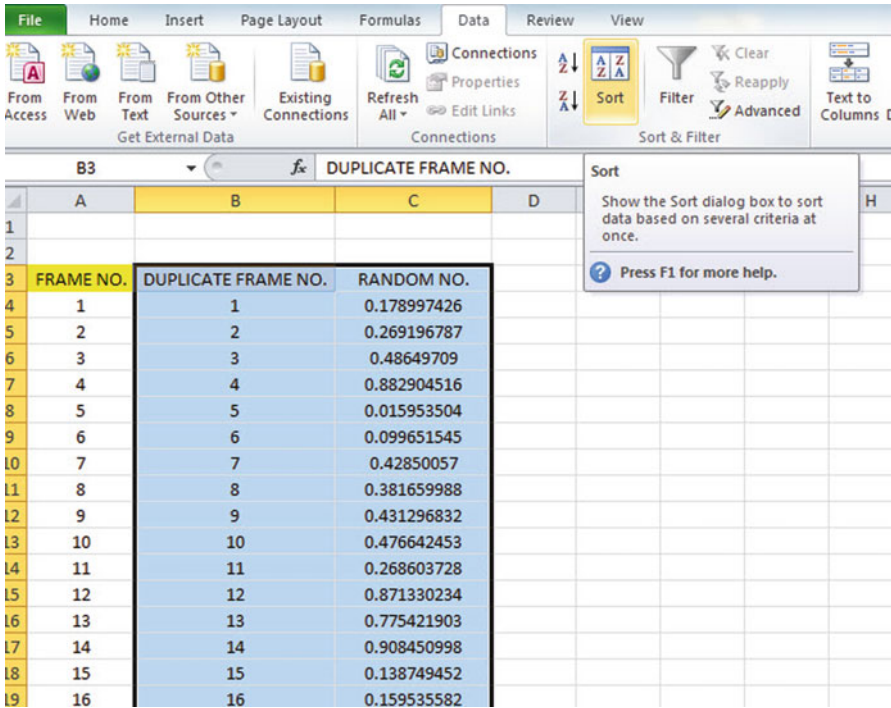 File Home Insert Page Layout Formulas Data Review View
From Access
From Web
From Text
From Other Sources
Existing Connections
Get External Data
Refresh All
Connections
Properties
Edit Links
Connections
A Z
Z A
A Z Z A
Sort
Filter
Clear
Reapply
Advanced
Sort & Filter
Text to Columns
B3 fx DUPLICATE FRAME NO.
Sort
Show the Sort dialog box to sort
data based on several criteria at
once.
Press F1 for more help.
A B C D H
1
2
3 FRAME NO. DUPLICATE FRAME NO. RANDOM NO.
4 1 1 0.178997426
5 2 2 0.269196787
6 3 3 0.48649709
7 4 4 0.882904516
8 5 5 0.015953504
9 6 6 0.099651545
10 7 7 0.42850057
11 8 8 0.381659988
12 9 9 0.431296832
13 10 10 0.476642453
14 11 11 0.268603728
15 12 12 0.871330234
16 13 13 0.775421903
17 14 14 0.908450998
18 15 15 0.138749452
19 16 16 0.159535582